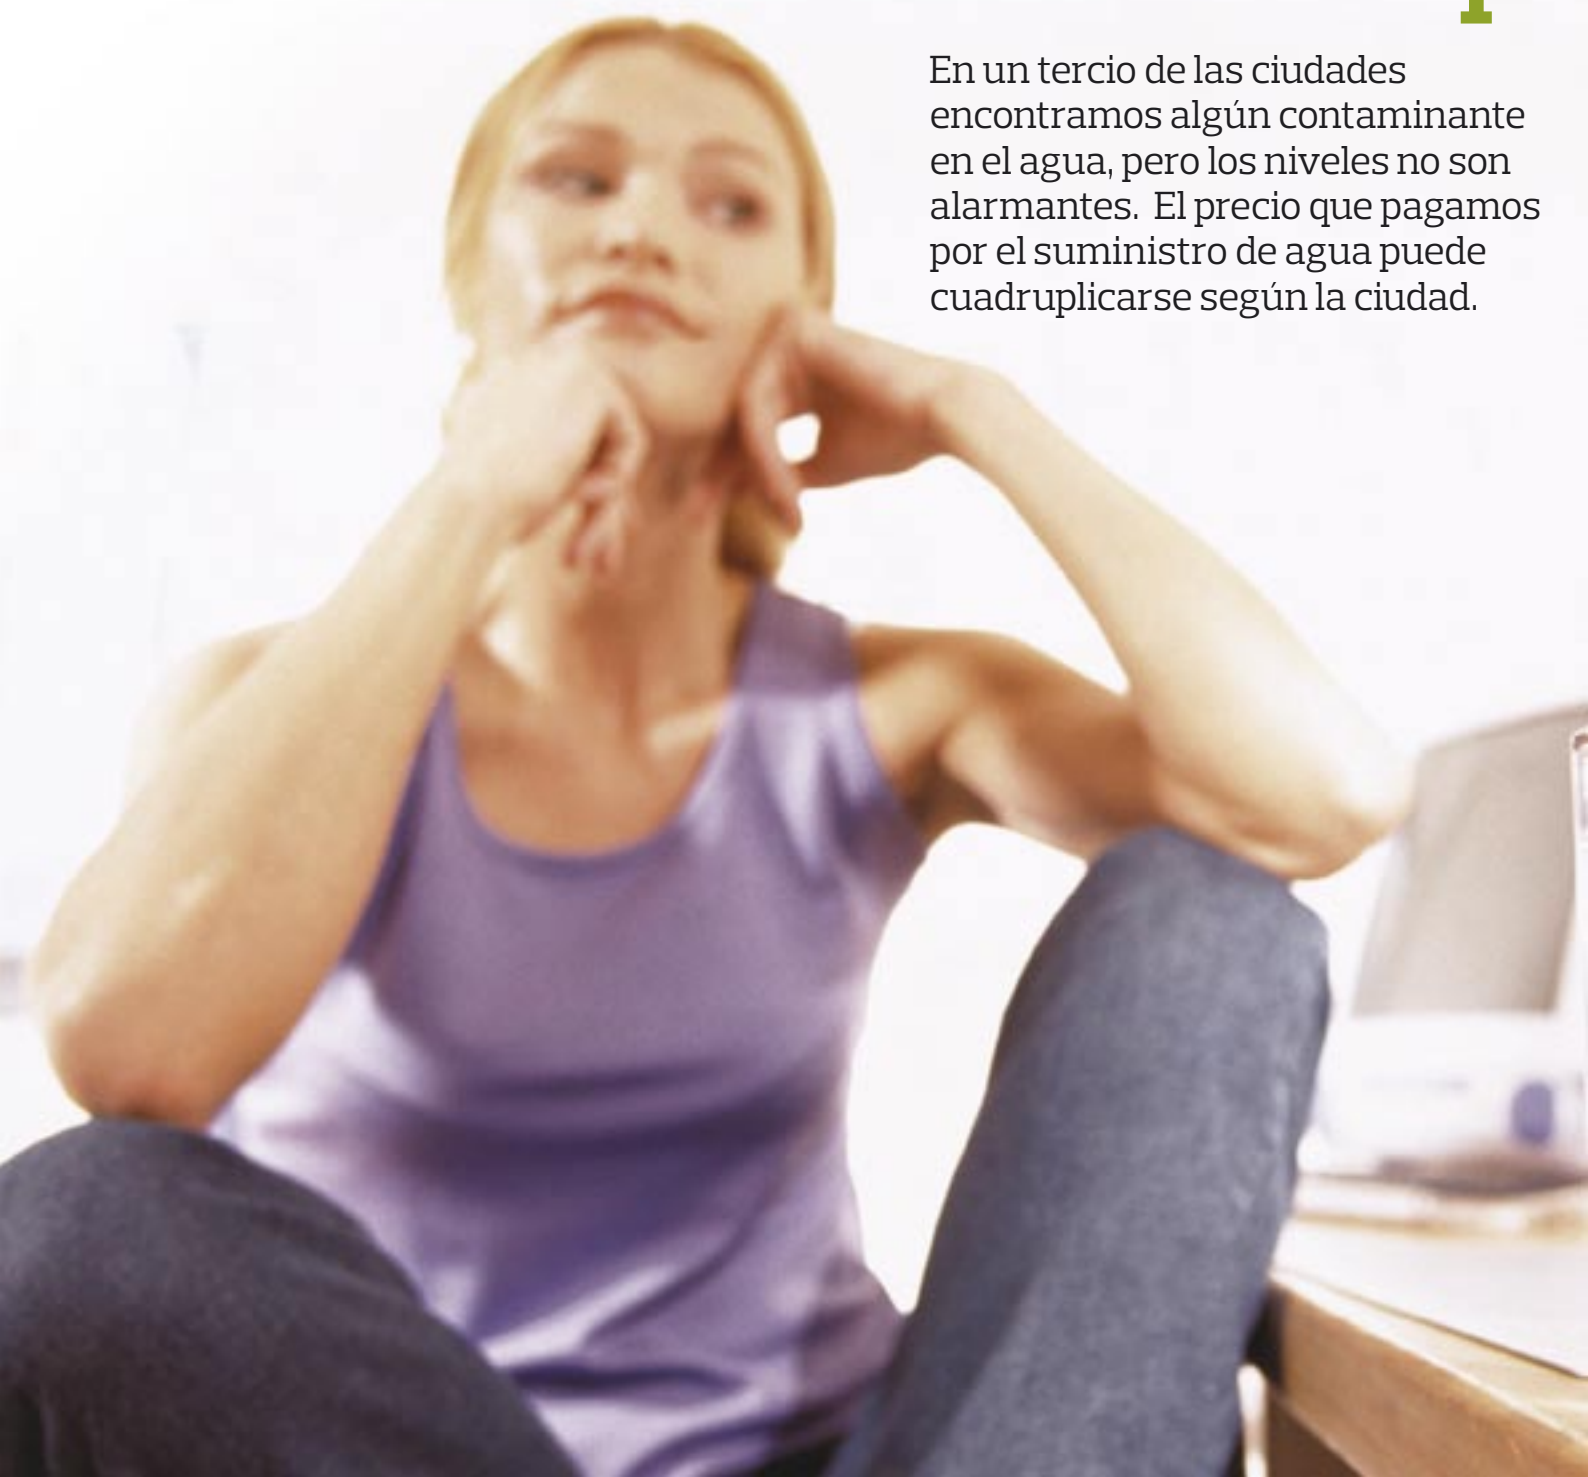 En un tercio de las ciudades
encontramos algún contaminante
en el agua, pero los niveles no son
alarmantes. El precio que pagamos
por el suministro de agua puede
cuadruplicarse según la ciudad.